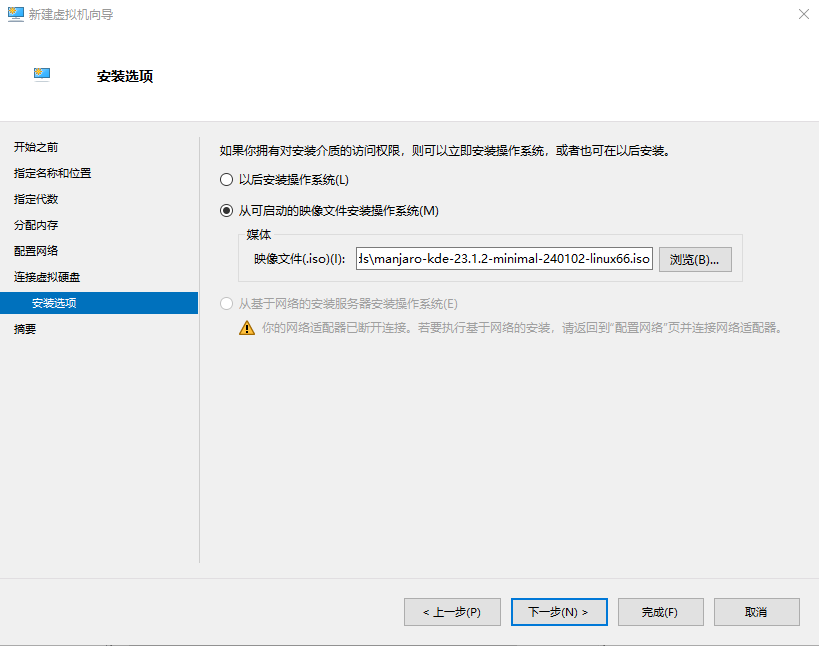 新建虚拟机向导
安装选项
开始之前
指定名称和位置
指定代数
分配内存
配置网络
连接虚拟硬盘
安装选项
摘要
如果你拥有对安装介质的访问权限，则可以立即安装操作系统，或者也可在以后安装。
以后安装操作系统(L)
从可启动的映像文件安装操作系统(M)
媒体
映像文件(.iso)(I): ds\manjaro-kde-23.1.2-minimal-240102-linux66.iso 浏览(B)...
从基于网络的安装服务器安装操作系统(E)
你的网络适配器已断开连接。若要执行基于网络的安装，请返回到“配置网络”页并连接网络适配器。
< 上一步(P) 下一步(N) > 完成(F) 取消